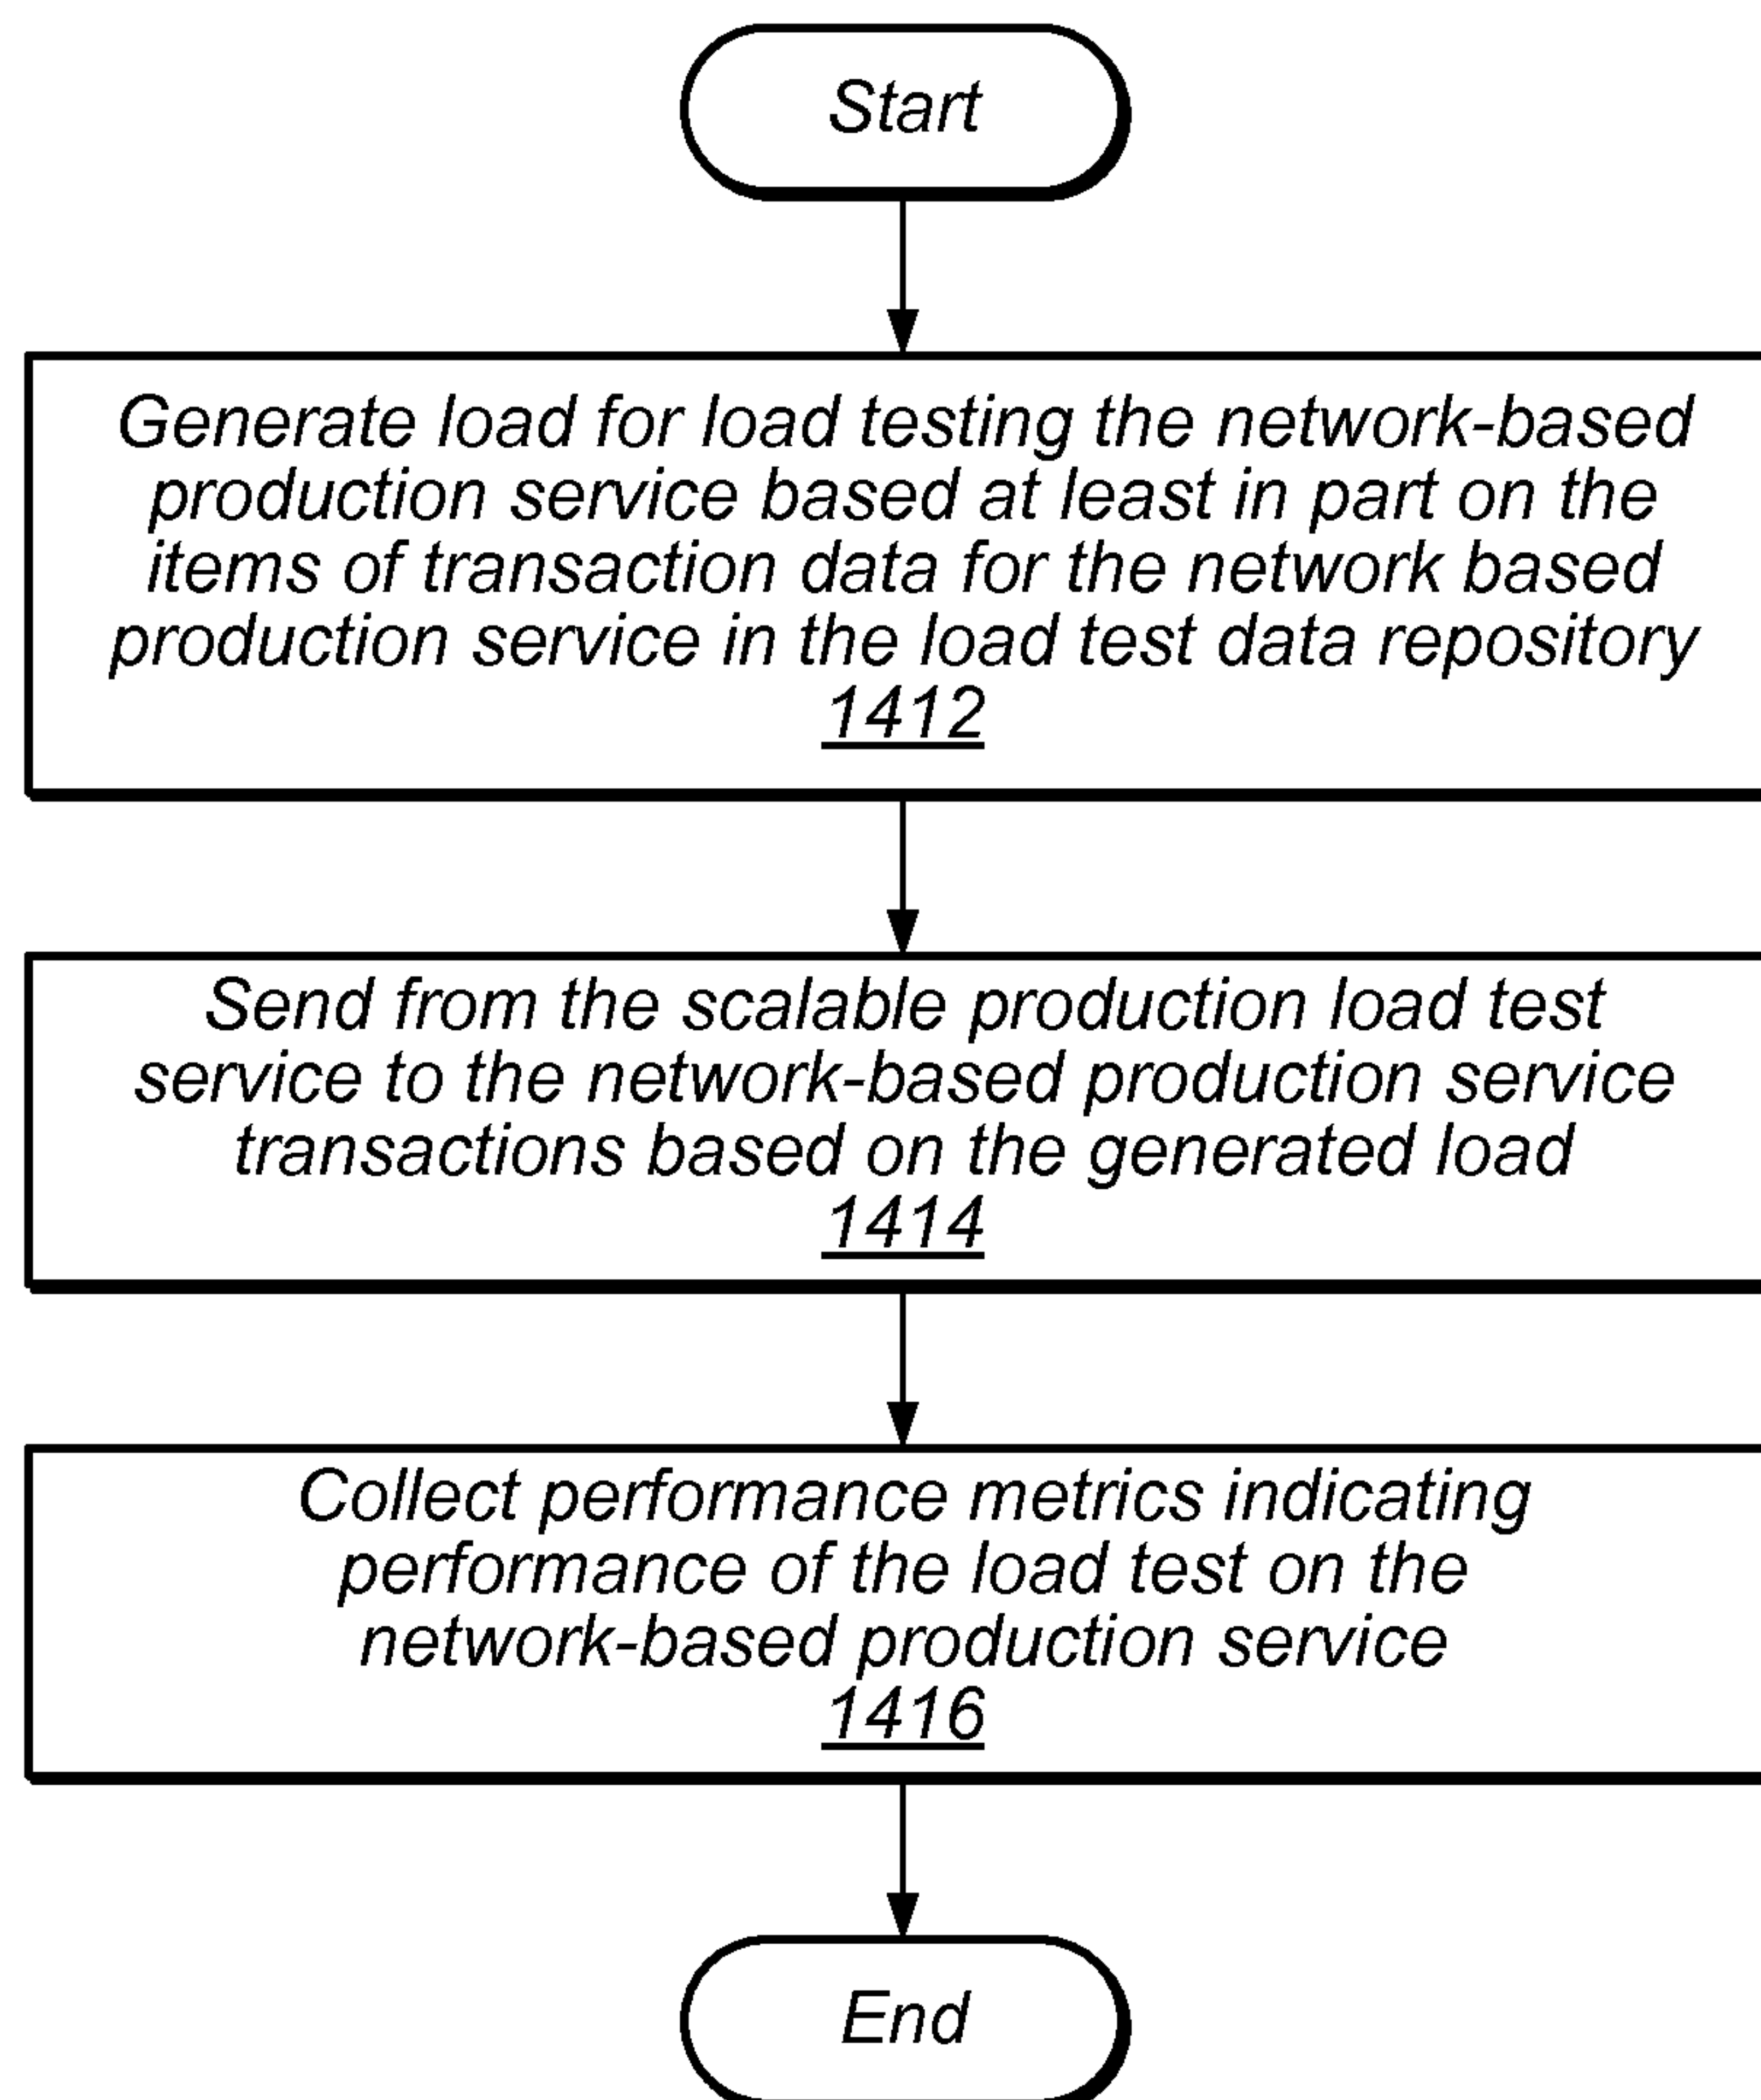 Start
Generate load for load testing the network-based
production service based at least in part on the
items of transaction data for the network based
production service in the load test data repository
1412
Send from the scalable production load test
service to the network-based production service
transactions based on the generated load
1414
Collect performance metrics indicating
performance of the load test on the
network-based production service
1416
End